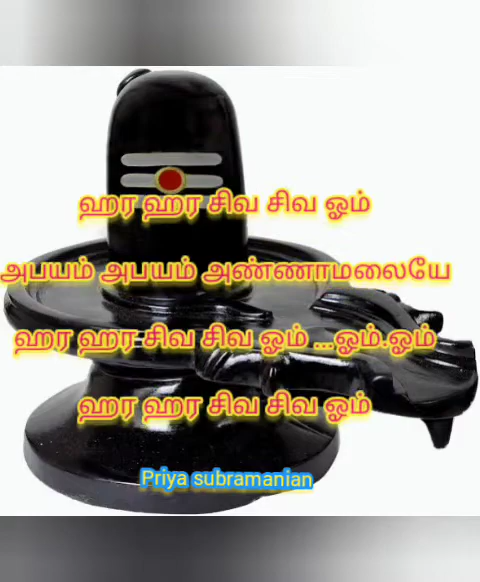 ஹர ஹர சிவ சிவ ஓம்
அபயம் அபயம் அண்ணாமலையே
ஹர ஹர சிவ சிவ ஓம் ...ஓம்.ஓம்
ஹர ஹர சிவ சிவ ஓம்
Priya subramanian